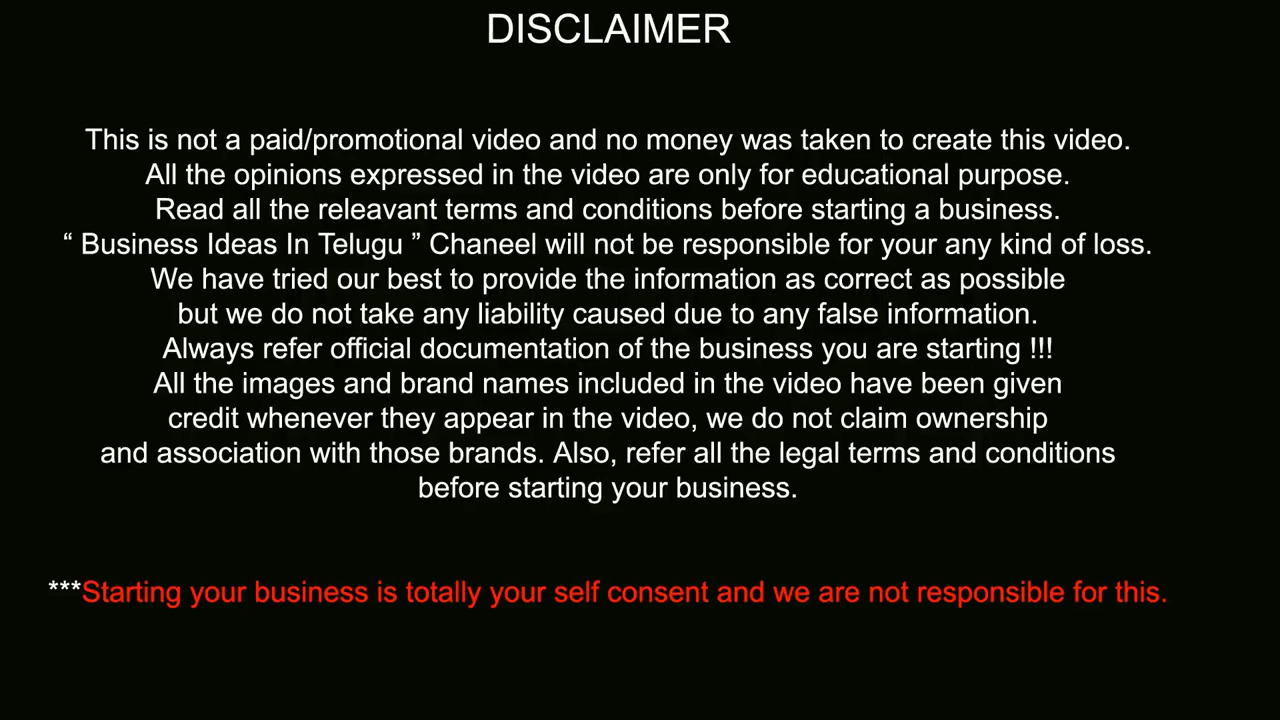 DISCLAIMER
This is not a paid/promotional video and no money was taken to create this video.
All the opinions expressed in the video are only for educational purpose.
Read all the releavant terms and conditions before starting a business.
“ Business Ideas In Telugu ” Chaneel will not be responsible for your any kind of loss.
We have tried our best to provide the information as correct as possible
but we do not take any liability caused due to any false information.
Always refer official documentation of the business you are starting !!!
All the images and brand names included in the video have been given
credit whenever they appear in the video, we do not claim ownership
and association with those brands. Also, refer all the legal terms and conditions
before starting your business.
***Starting your business is totally your self consent and we are not responsible for this.